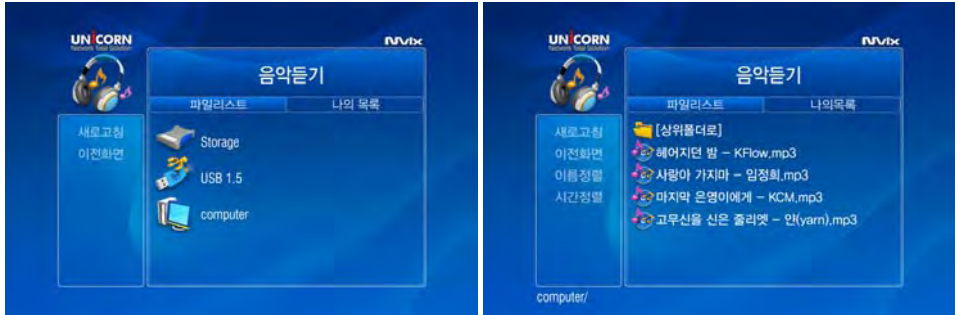 UNICORN
Network Total Solution
Mvix
음악듣기
파일리스트
나의 목록
새로고침
이전화면
Storage
USB 1.5
computer
UNICORN
Network Total Solution
Mvix
음악듣기
파일리스트
나의목록
새로고침
이전화면
이름정렬
시간정렬
[상위폴더로]
헤어지던 밤 - KFlow.mp3
사랑아 가지마 - 임정희.mp3
마지막 은영이에게 - KCM.mp3
고무신을 신은 줄리엣 - 얀(yarn).mp3
computer/